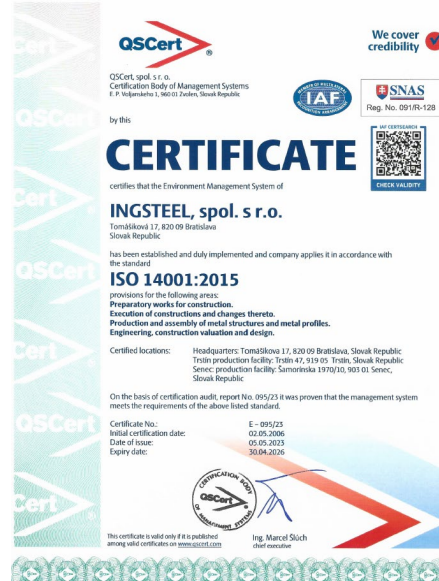 QSCert
®
We cover
credibility
QSCert, spol. s r. o.
Certification Body of Management Systems
E. P. Voljanského 1, 960 01 Zvolen, Slovak Republic
IAF
SNAS
Reg. No. 091/R-128
by this
IAF CERTSEARCH
CERTIFICATE
CHECK VALIDITY
certifies that the Environment Management System of
INGSTEEL, spol. s r.o.
Tomášikova 17, 820 09 Bratislava
Slovak Republic
has been established and duly implemented and company applies it in accordance with
the standard
ISO 14001:2015
provisions for the following areas:
Preparatory works for construction.
Execution of constructions and changes thereto.
Production and assembly of metal structures and metal profiles.
Engineering, construction valuation and design.
Certified locations: Headquarters: Tomášikova 17, 820 09 Bratislava, Slovak Republic
Trstín production facility: Trstín 47, 919 05 Trstín, Slovak Republic
Senec: production facility: Šamorínska 1970/10, 903 01 Senec,
Slovak Republic
On the basis of certification audit, report No. 095/23 it was proven that the management system
meets the requirements of the above listed standard.
Certificate No.: E – 095/23
Initial certification date: 02.05.2006
Date of issue: 05.05.2023
Expiry date: 30.04.2026
CERTIFICATION BODY
QSCert
OF MANAGEMENT SYSTEMS
This certificate is valid only if it is published
among valid certificates on www.qscert.com
Ing. Marcel Šlúch
chief executive